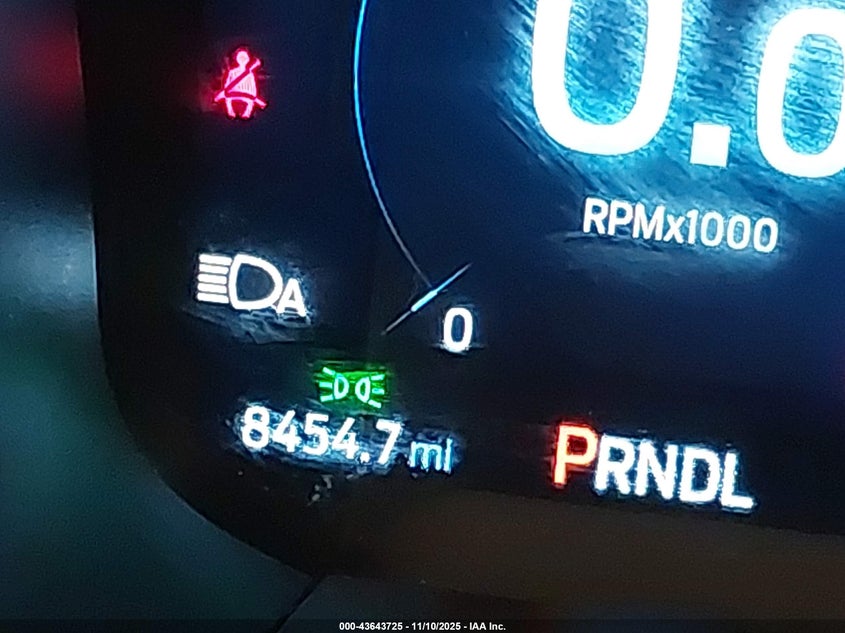 0.0
RPMx1000
A
0
8454.7 mi
PRNDL
000-43643725 - 11/10/2025 - IAA Inc.